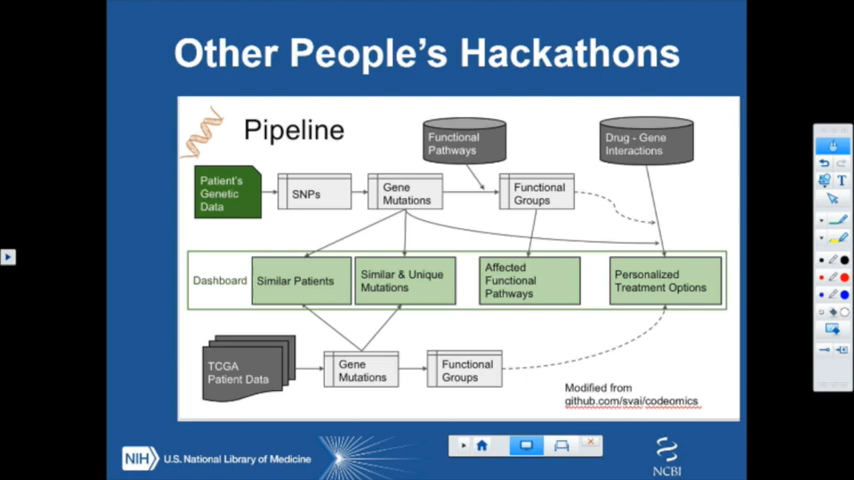 Other People's Hackathons
Pipeline
Functional
Pathways
Drug - Gene
Interactions
Patient's
Genetic
Data
SNPs
Gene
Mutations
Functional
Groups
Dashboard
Similar Patients
Similar & Unique
Mutations
Affected
Functional
Pathways
Personalized
Treatment Options
TCGA
Patient Data
Gene
Mutations
Functional
Groups
Modified from
github.com/svai/codeomics
NIH
U.S. National Library of Medicine
NCBI
T